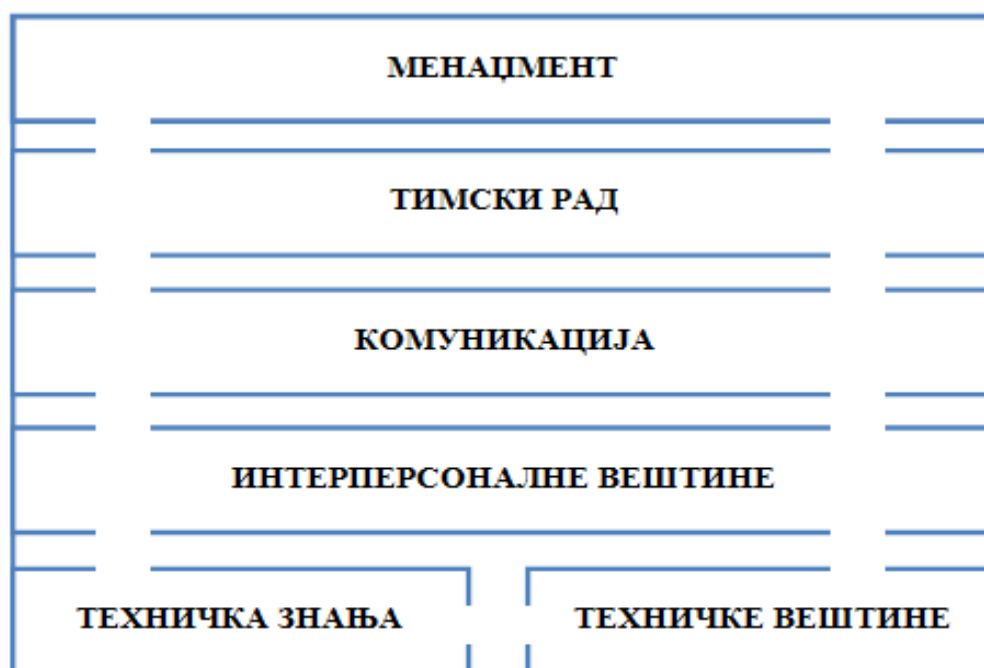 МЕНАЏМЕНТ
ТИМСКИ РАД
КОМУНИКАЦИЈА
ИНТЕРПЕРСОНАЛНЕ ВЕШТИНЕ
ТЕХНИЧКА ЗНАЊА
ТЕХНИЧКЕ ВЕШТИНЕ